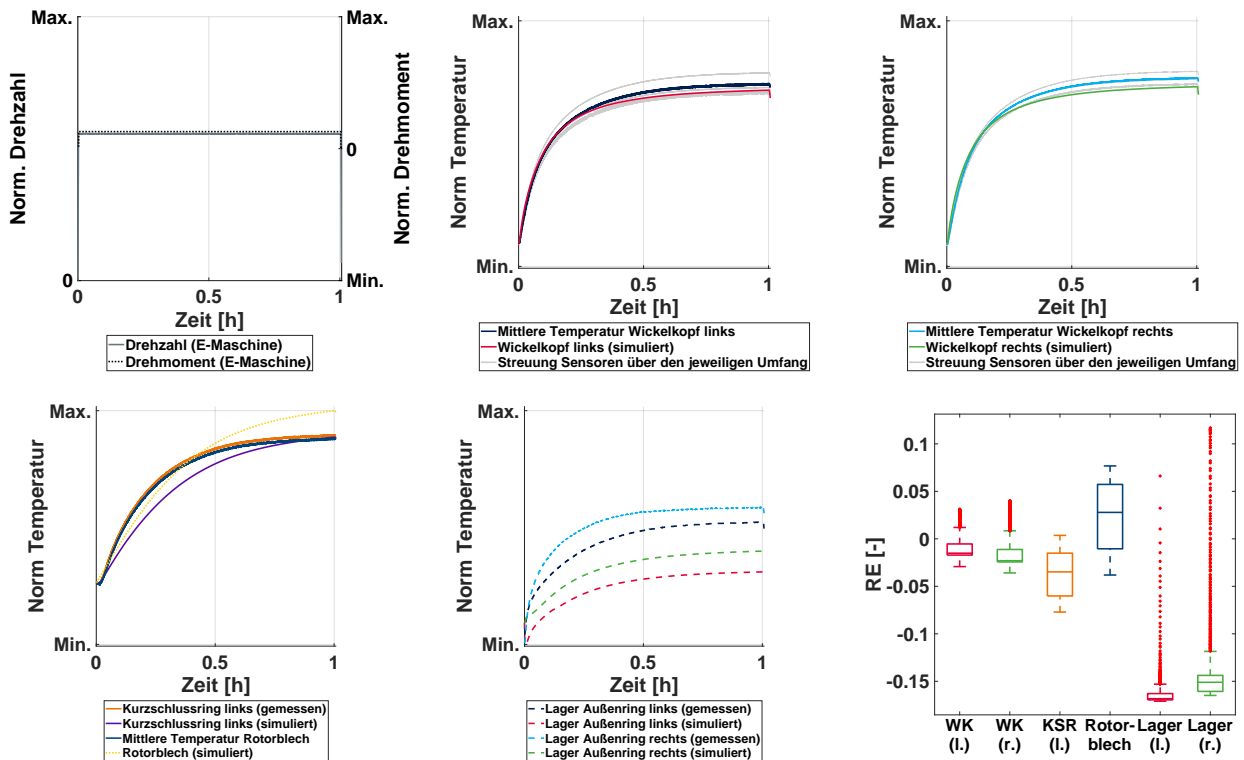 Max.
Max.
Norm. Drehzahl
Norm. Drehmoment
0
0
Min.
0
0.5
1
Zeit [h]
Drehzahl (E-Maschine)
Drehmoment (E-Maschine)
Max.
Norm Temperatur
Min.
0
0.5
1
Zeit [h]
Mittlere Temperatur Wickelkopf links
Wickelkopf links (simuliert)
Streuung Sensoren über den jeweiligen Umfang
Max.
Norm Temperatur
Min.
0
0.5
1
Zeit [h]
Mittlere Temperatur Wickelkopf rechts
Wickelkopf rechts (simuliert)
Streuung Sensoren über den jeweiligen Umfang
Max.
Norm Temperatur
Min.
0
0.5
1
Zeit [h]
Kurzschlussring links (gemessen)
Kurzschlussring links (simuliert)
Mittlere Temperatur Rotorblech
Rotorblech (simuliert)
Max.
Norm Temperatur
Min.
0
0.5
1
Zeit [h]
Lager Außenring links (gemessen)
Lager Außenring links (simuliert)
Lager Außenring rechts (gemessen)
Lager Außenring rechts (simuliert)
0.1
0.05
0
-0.05
-0.1
-0.15
RE [-]
WK WK KSR Rotor- Lager Lager
(l.) (r.) (l.) blech (l.) (r.)